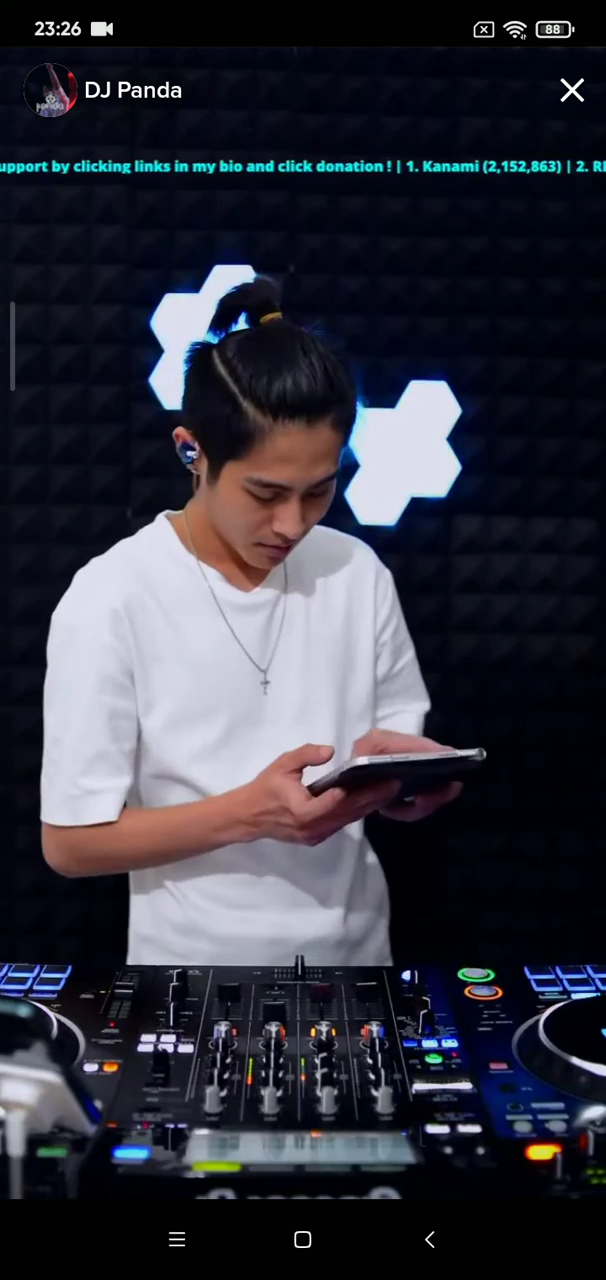 23:26
88
DJ Panda
upport by clicking links in my bio and click donation ! | 1. Kanami (2,152,863) | 2. R